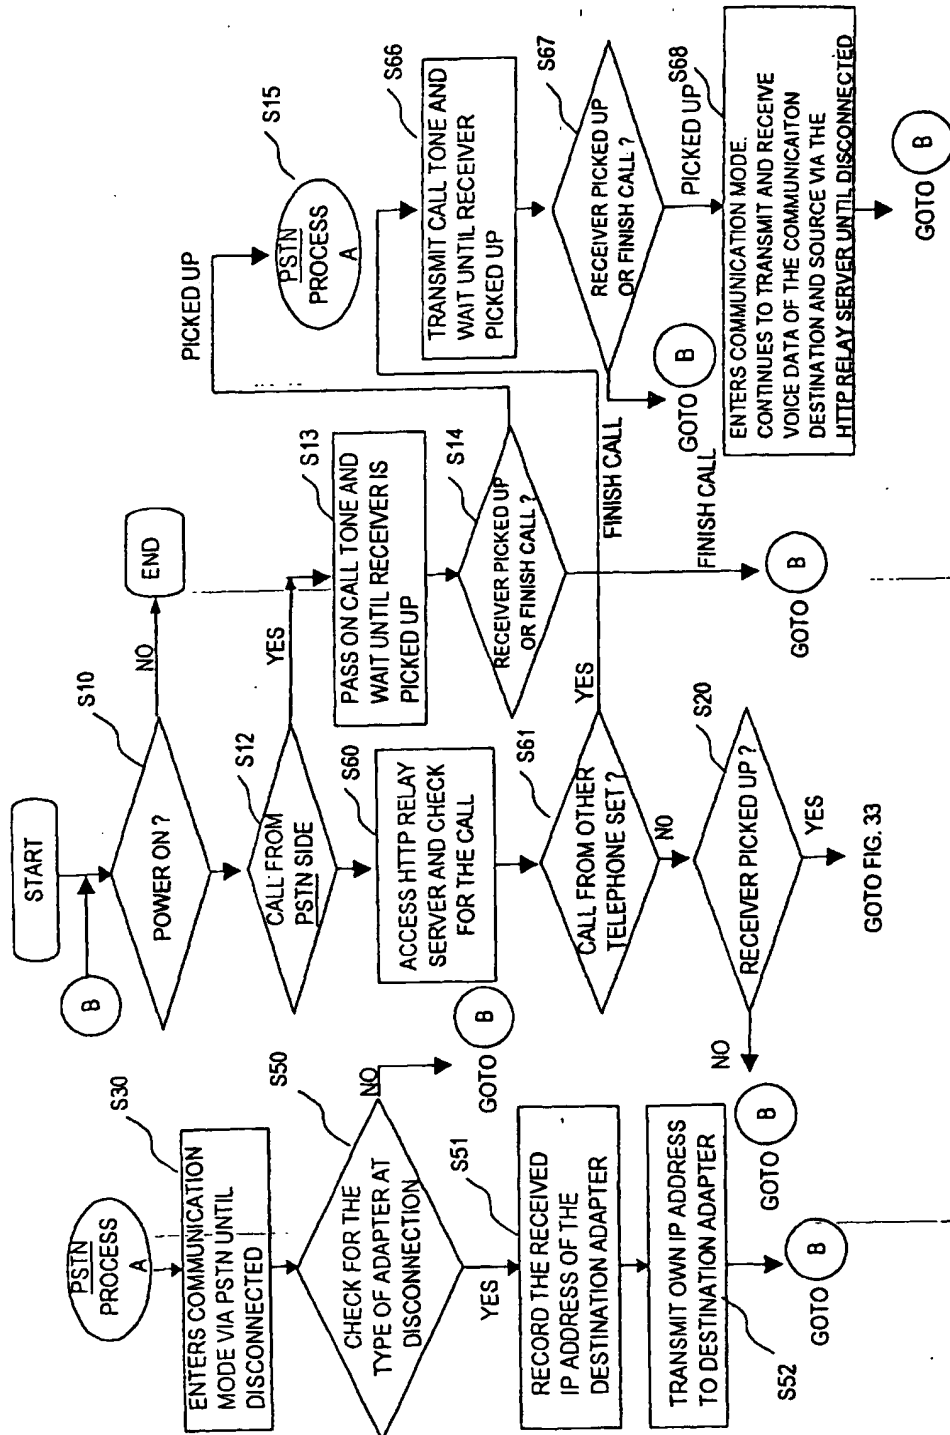 START
B
POWER ON ?
S10
NO
END
CALL FROM
PSTN SIDE
S12
YES
S13
PASS ON CALL TONE AND
WAIT UNTIL RECEIVER IS
PICKED UP
S14
RECEIVER PICKED UP
OR FINISH CALL ?
PICKED UP
S15
PSTN
PROCESS
A
FINISH CALL
GOTO
B
S60
ACCESS HTTP RELAY
SERVER AND CHECK
FOR THE CALL
S61
CALL FROM OTHER
TELEPHONE SET ?
YES
NO
S66
TRANSMIT CALL TONE AND
WAIT UNTIL RECEIVER
PICKED UP
S67
RECEIVER PICKED UP
OR FINISH CALL ?
FINISH CALL
GOTO
B
PICKED UP
S68
ENTERS COMMUNICATION MODE.
CONTINUES TO TRANSMIT AND RECEIVE
VOICE DATA OF THE COMMUNICAITON
DESTINATION AND SOURCE VIA THE
HTTP RELAY SERVER UNTIL DISCONNECTED
GOTO
B
S20
RECEIVER PICKED UP ?
NO
GOTO
B
YES
GOTO FIG. 33
PSTN
PROCESS
A
S30
ENTERS COMMUNICATION
MODE VIA PSTN UNTIL
DISCONNECTED
S50
CHECK FOR THE
TYPE OF ADAPTER AT
DISCONNECTION
NO
GOTO
B
YES
S51
RECORD THE RECEIVED
IP ADDRESS OF THE
DESTINATION ADAPTER
TRANSMIT OWN IP ADDRESS
TO DESTINATION ADAPTER
S52
GOTO
B